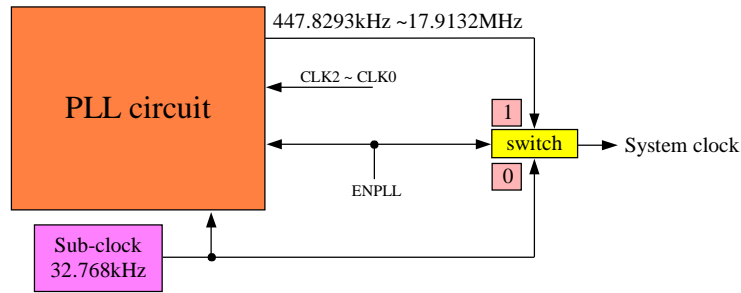 447.8293kHz ~17.9132MHz
PLL circuit
CLK2 ~ CLK0
1
switch
System clock
0
ENPLL
Sub-clock
32.768kHz